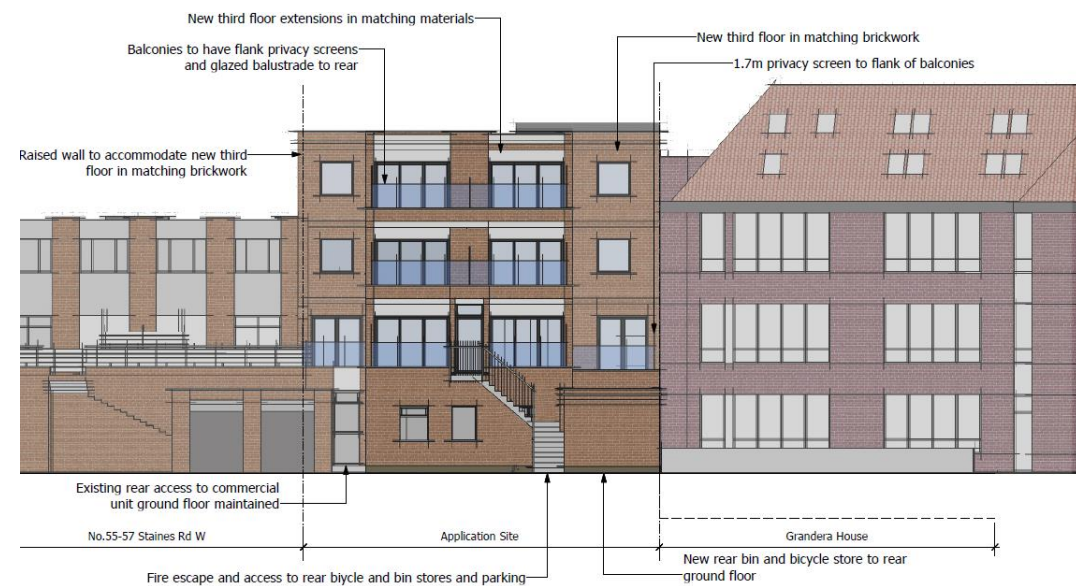 New third floor extensions in matching materials
Balconies to have flank privacy screens
and glazed balustrade to rear
New third floor in matching brickwork
1.7m privacy screen to flank of balconies
Raised wall to accommodate new third
floor in matching brickwork
Existing rear access to commercial
unit ground floor maintained
No.55-57 Staines Rd W
Application Site
Grandera House
New rear bin and bicycle store to rear
ground floor
Fire escape and access to rear biycle and bin stores and parking